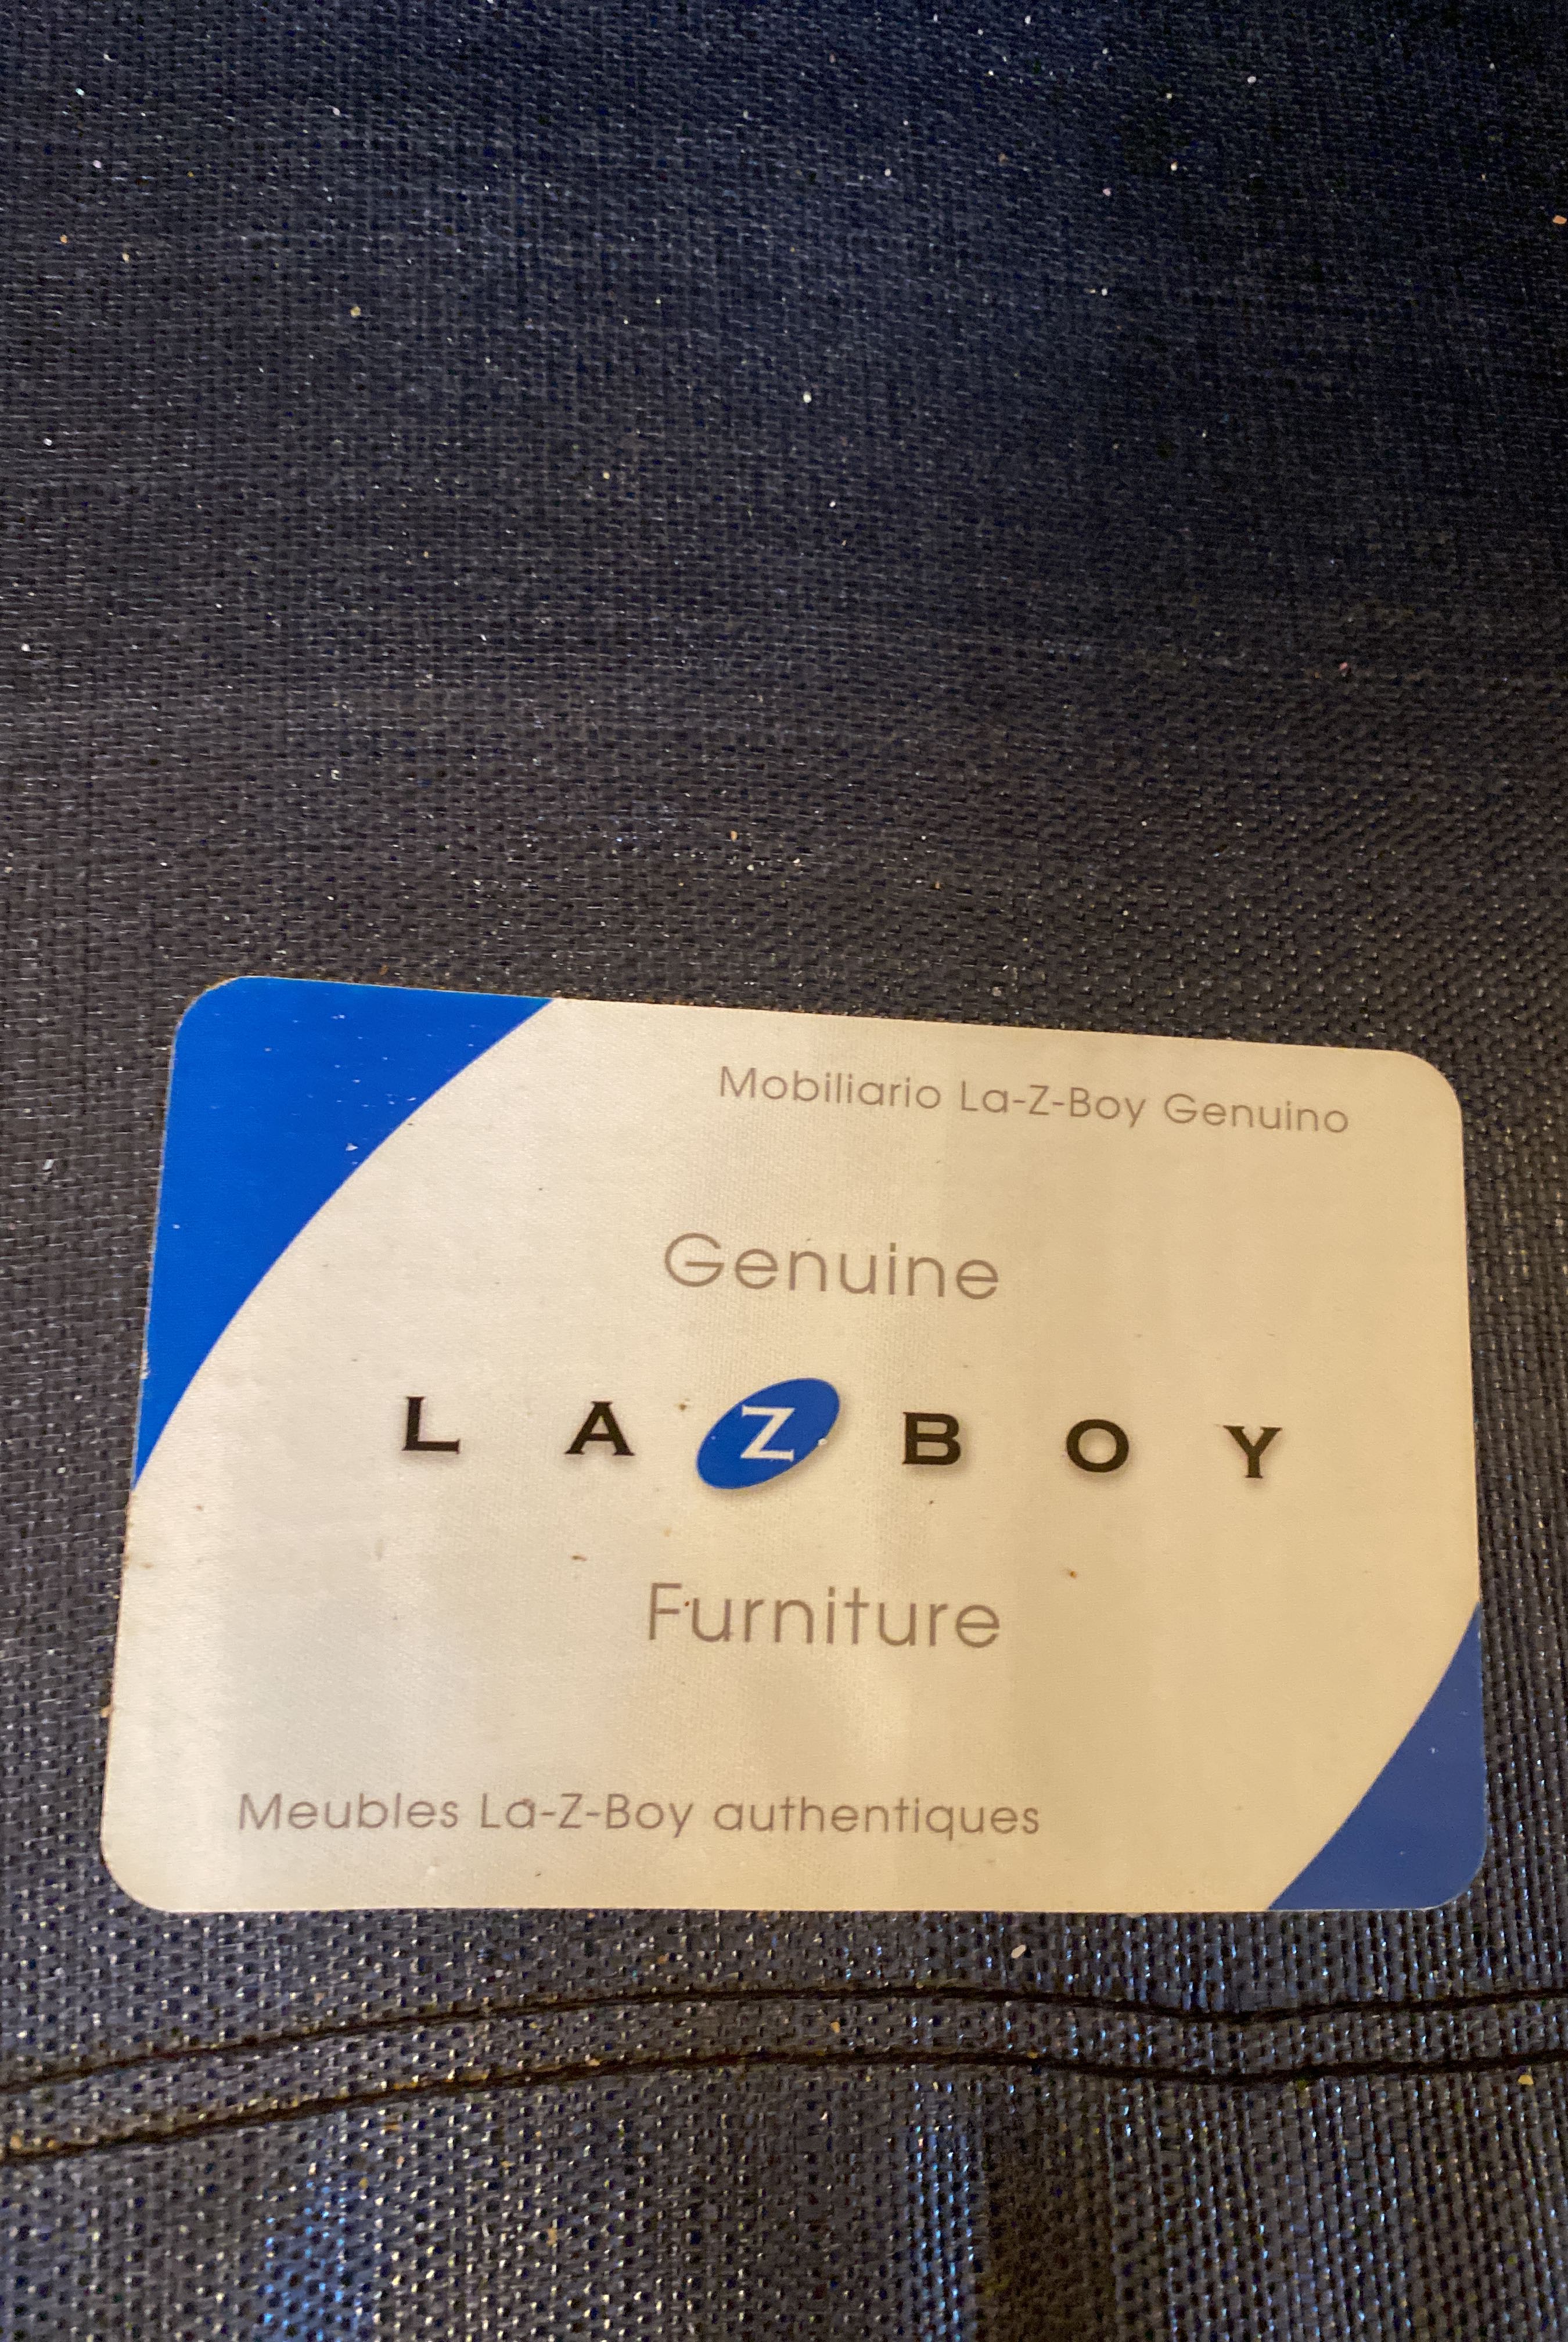 Mobiliario La-Z-Boy Genuino
Genuine
LAZBOY
Furniture
Meubles La-Z-Boy authentiques